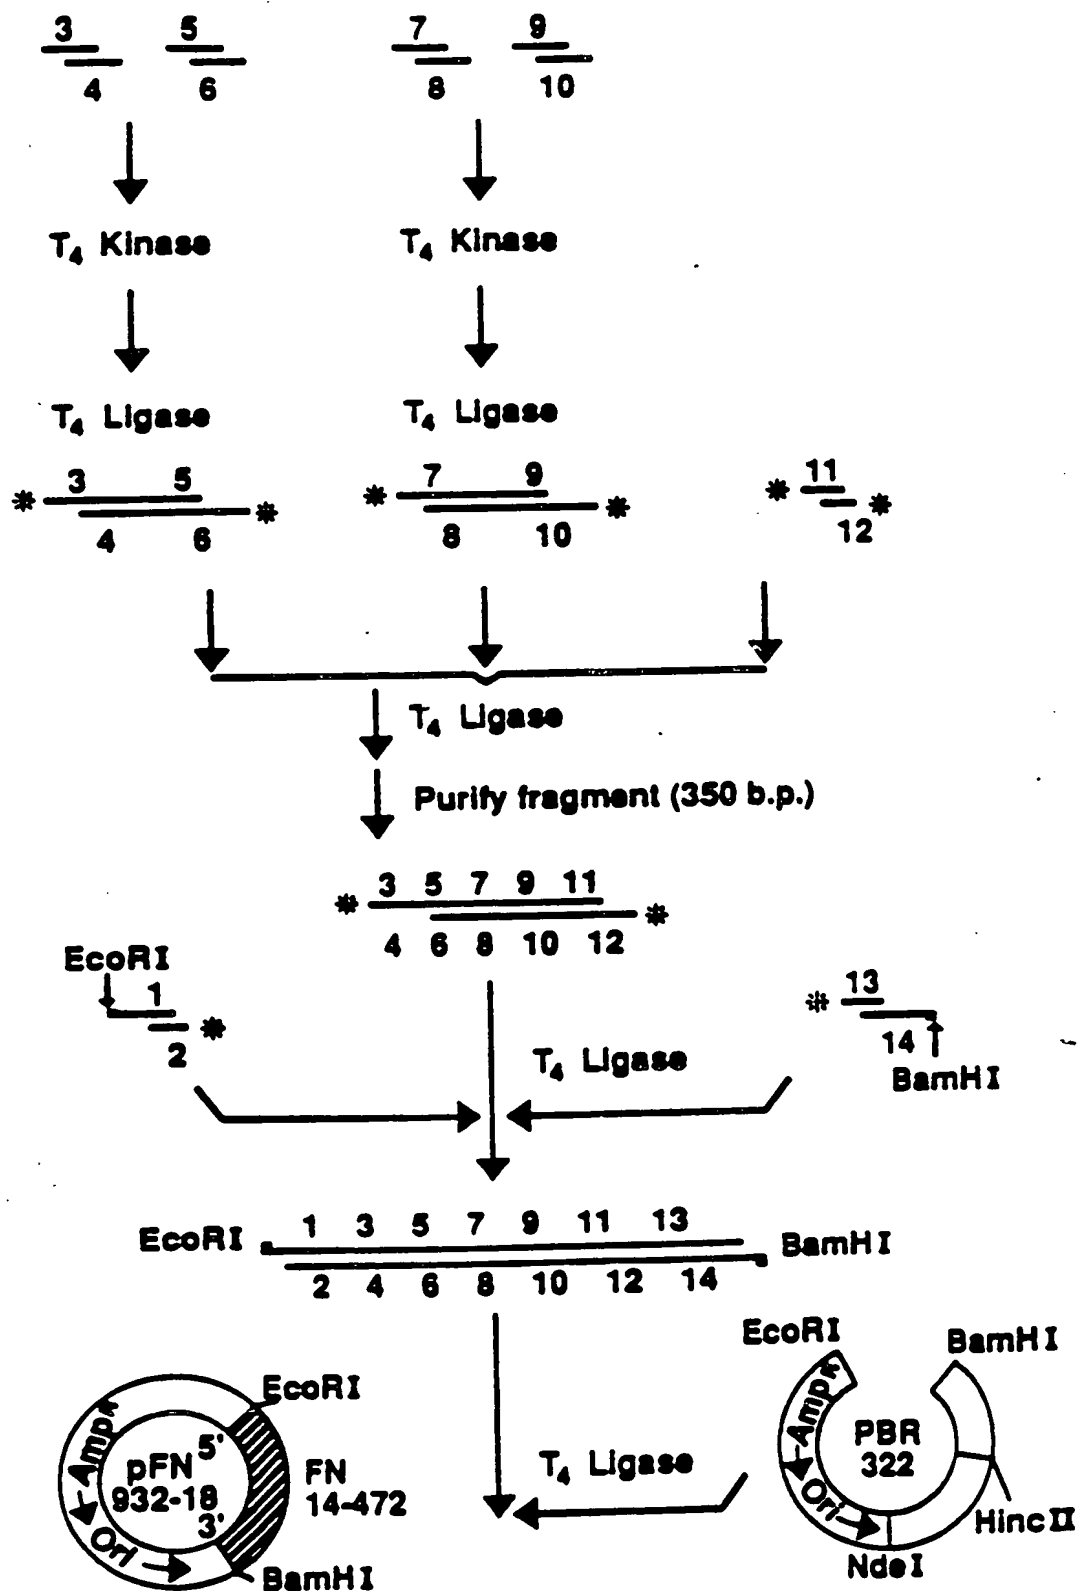 3 5 7 9
4 6 8 10
T4 Kinase T4 Kinase
T4 Ligase T4 Ligase
* 3 5 * 7 9 * 11
4 6 * 8 10 * 12 *
T4 Ligase
Purify fragment (350 b.p.)
* 3 5 7 9 11
4 6 8 10 12 *
EcoRI
1
2 *
* 13
14
BamHI
T4 Ligase
1 3 5 7 9 11 13
EcoRI BamHI
2 4 6 8 10 12 14
EcoRI
AmpR
pFN
932-18
5'
3'
Ori
FN
14-472
BamHI
T4 Ligase
EcoRI BamHI
AmpR
PBR
322
Ori
HincII
NdeI